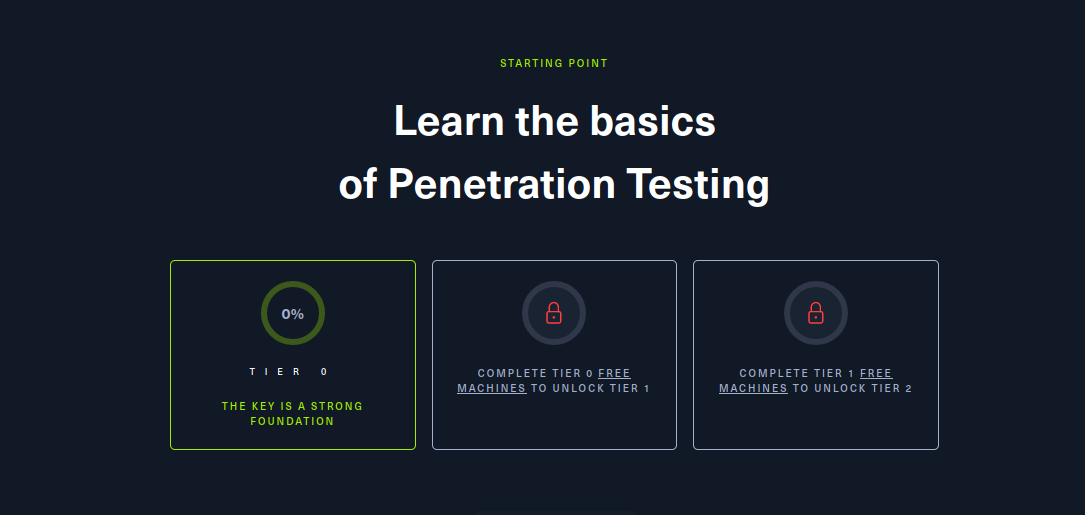 STARTING POINT
Learn the basics
of Penetration Testing
0%
TIER 0
THE KEY IS A STRONG
FOUNDATION
COMPLETE TIER 0 FREE
MACHINES TO UNLOCK TIER 1
COMPLETE TIER 1 FREE
MACHINES TO UNLOCK TIER 2